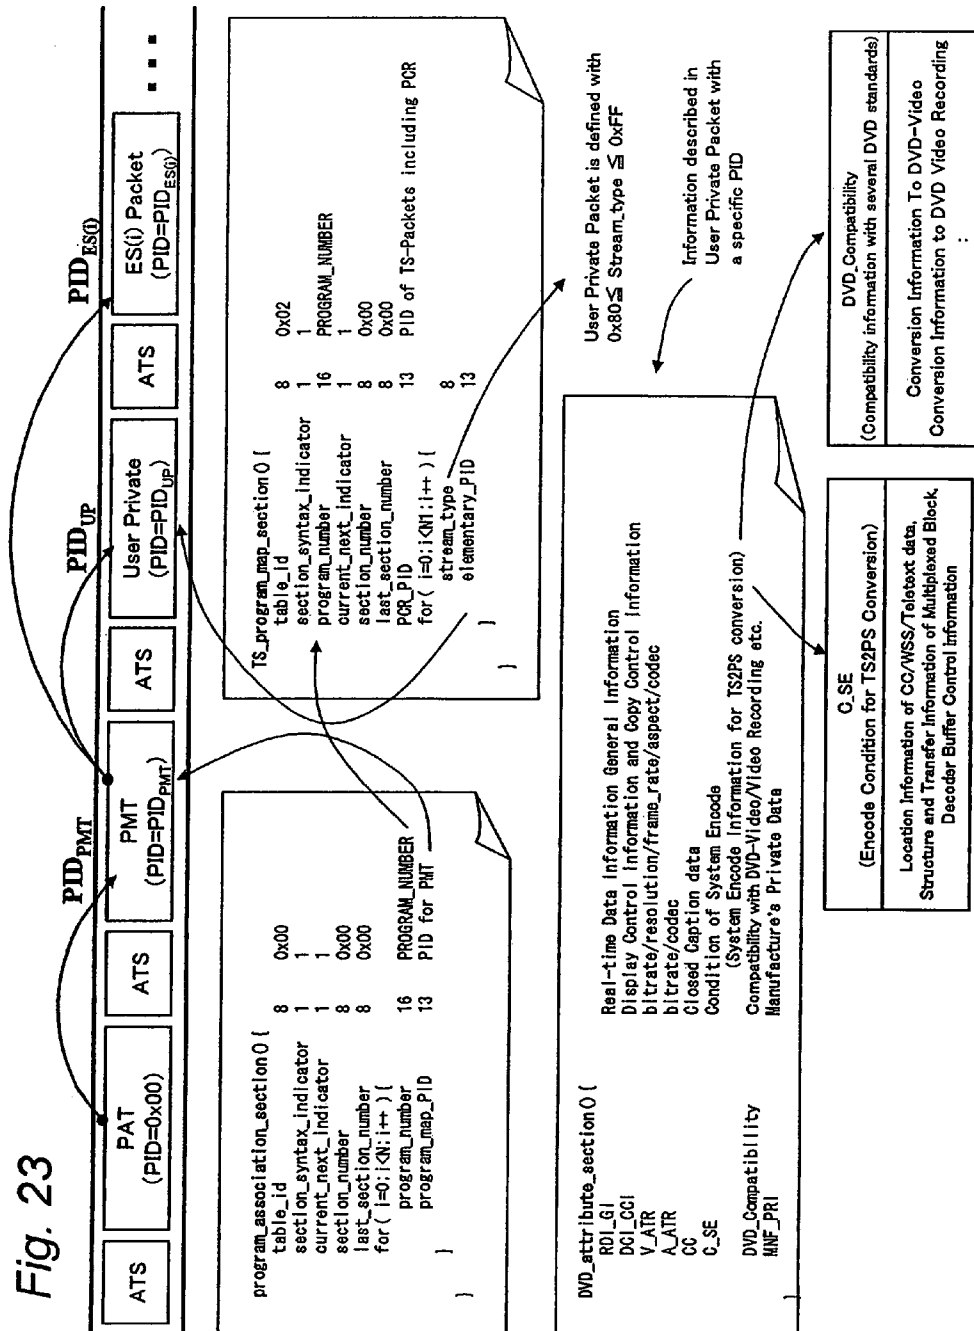 Fig. 23
PID_PMT
PID_UP
PID_ES(i)
ATS
PAT
(PID=0x00)
ATS
PMT
(PID=PID_PMT)
ATS
User Private
(PID=PID_UP)
ATS
ES(i) Packet
(PID=PID_ES(i))
program_association_section() {
table_id 8 0x00
section_syntax_indicator 1 1
current_next_indicator 1 1
section_number 8 0x00
last_section_number 8 0x00
for( i=0;i<N;i++ ) {
program_number 16 PROGRAM_NUMBER
program_map_PID 13 PID for PMT
}
}
TS_program_map_section() {
table_id 8 0x02
section_syntax_indicator 1 1
program_number 16 PROGRAM_NUMBER
current_next_indicator 1 1
section_number 8 0x00
last_section_number 8 0x00
PCR_PID 13 PID of TS-Packets including PCR
for( i=0;i<N1;i++ ) {
stream_type 8
elementary_PID 13
}
}
User Private Packet is defined with
0x80≦ Stream_type ≦ 0xFF
DVD_attribute_section() {
RDI_GI Real-time Data Information General Information
DCI_CCI Display Control Information and Copy Control Information
V_ATR bitrate/resolution/frame_rate/aspect/codec
A_ATR bitrate/codec
CC Closed Caption data
C_SE Condition of System Encode
(System Encode Information for TS2PS conversion)
DVD_Compatibility Compatibility with DVD-Video/Video Recording etc.
MNF_PRI Manufacture's Private Data
}
Information described in
User Private Packet with
a specific PID
C_SE
(Encode Condition for TS2PS Conversion)
Location Information of CC/WSS/Teletext data,
Structure and Transfer Information of Multiplexed Block,
Decoder Buffer Control Information
DVD_Compatibility
(Compatibility information with several DVD standards)
Conversion Information To DVD-Video
Conversion Information to DVD Video Recording
: